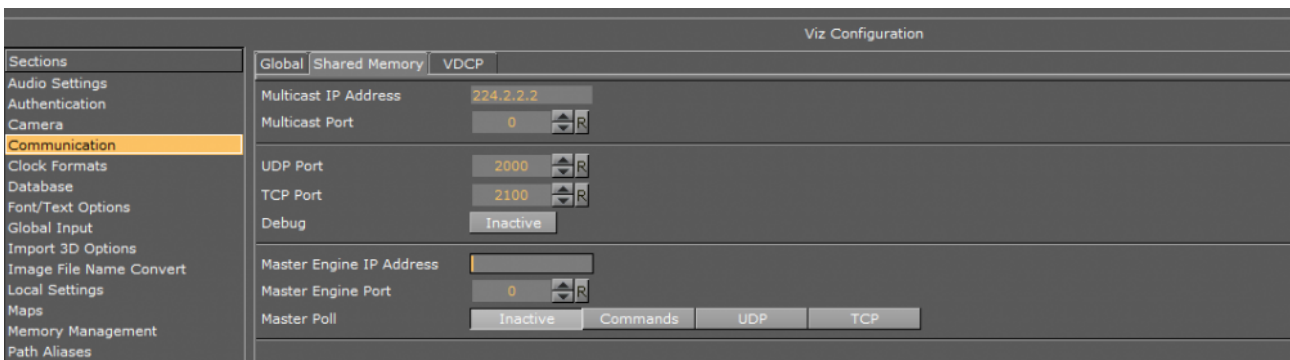 Viz Configuration
Sections
Audio Settings
Authentication
Camera
Communication
Clock Formats
Database
Font/Text Options
Global Input
Import 3D Options
Image File Name Convert
Local Settings
Maps
Memory Management
Path Aliases
Global Shared Memory VDCP
Multicast IP Address 224.2.2.2
Multicast Port 0 R
UDP Port 2000 R
TCP Port 2100 R
Debug Inactive
Master Engine IP Address
Master Engine Port 0 R
Master Poll Inactive Commands UDP TCP